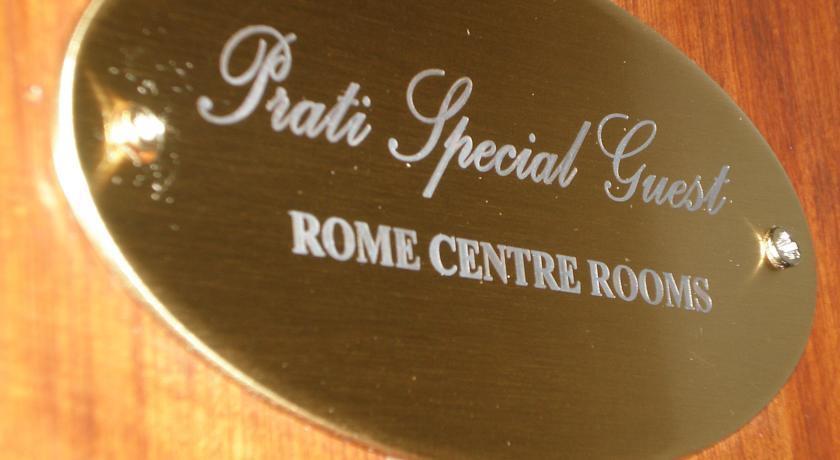 Prati Special Guest
ROME CENTRE ROOMS